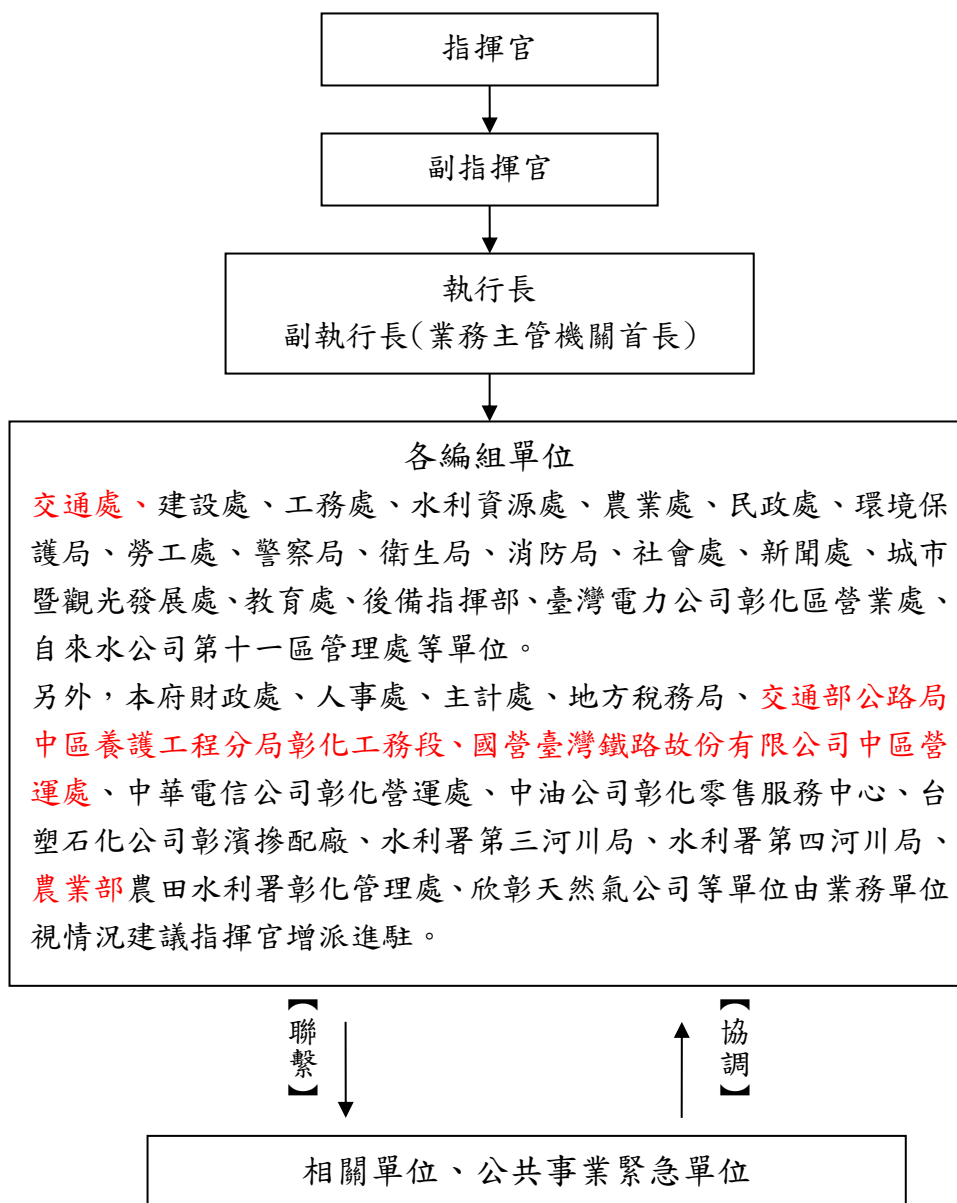 指揮官
副指揮官
執行長
副執行長(業務主管機關首長)
各編組單位
交通處、建設處、工務處、水利資源處、農業處、民政處、環境保
護局、勞工處、警察局、衛生局、消防局、社會處、新聞處、城市
暨觀光發展處、教育處、後備指揮部、臺灣電力公司彰化區營業處、
自來水公司第十一區管理處等單位。
另外，本府財政處、人事處、主計處、地方稅務局、交通部公路局
中區養護工程分局彰化工務段、國營臺灣鐵路故份有限公司中區營
運處、中華電信公司彰化營運處、中油公司彰化零售服務中心、台
塑石化公司彰濱摻配廠、水利署第三河川局、水利署第四河川局、
農業部農田水利署彰化管理處、欣彰天然氣公司等單位由業務單位
視情況建議指揮官增派進駐。
【聯繫】
【協調】
相關單位、公共事業緊急單位